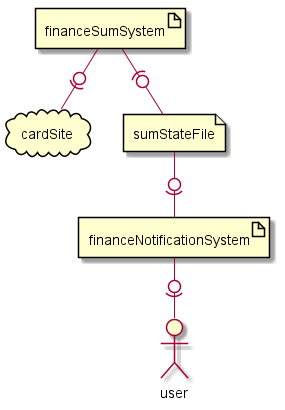 financeSumSystem
cardSite
sumStateFile
financeNotificationSystem
user